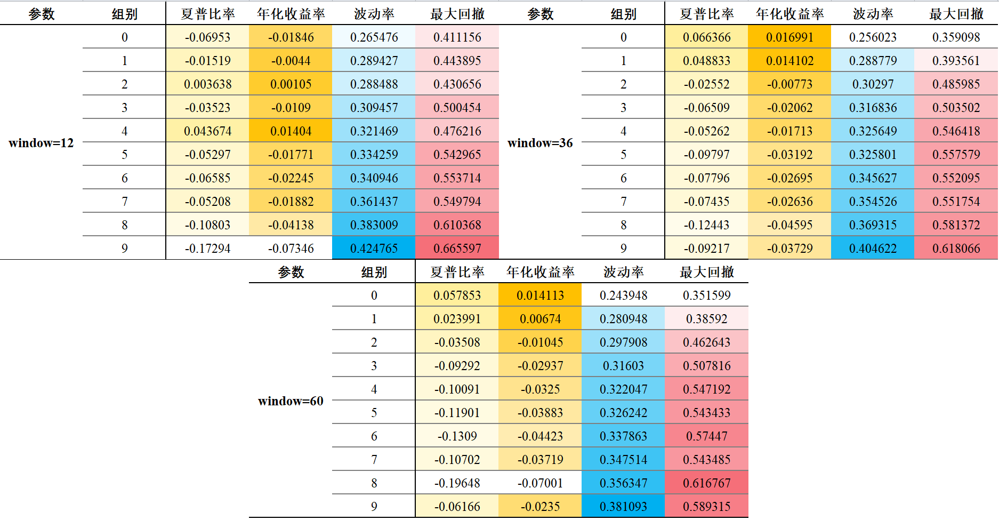 参数 组别 夏普比率 年化收益率 波动率 最大回撤 参数 组别 夏普比率 年化收益率 波动率 最大回撤
0 -0.06953 -0.01846 0.265476 0.411156 0 0.066366 0.016991 0.256023 0.359098
1 -0.01519 -0.0044 0.289427 0.443895 1 0.048833 0.014102 0.288779 0.393561
2 0.003638 0.00105 0.288488 0.430656 2 -0.02552 -0.00773 0.30297 0.485985
3 -0.03523 -0.0109 0.309457 0.500454 3 -0.06509 -0.02062 0.316836 0.503502
4 0.043674 0.01404 0.321469 0.476216 4 -0.05262 -0.01713 0.325649 0.546418
window=12 window=36
5 -0.05297 -0.01771 0.334259 0.542965 5 -0.09797 -0.03192 0.325801 0.557579
6 -0.06585 -0.02245 0.340946 0.553714 6 -0.07796 -0.02695 0.345627 0.552095
7 -0.05208 -0.01882 0.361437 0.549794 7 -0.07435 -0.02636 0.354526 0.551754
8 -0.10803 -0.04138 0.383009 0.610368 8 -0.12443 -0.04595 0.369315 0.581372
9 -0.17294 -0.07346 0.424765 0.665597 9 -0.09217 -0.03729 0.404622 0.618066
参数 组别 夏普比率 年化收益率 波动率 最大回撤
0 0.057853 0.014113 0.243948 0.351599
1 0.023991 0.00674 0.280948 0.38592
2 -0.03508 -0.01045 0.297908 0.462643
3 -0.09292 -0.02937 0.31603 0.507816
4 -0.10091 -0.0325 0.322047 0.547192
window=60
5 -0.11901 -0.03883 0.326242 0.543433
6 -0.1309 -0.04423 0.337863 0.57447
7 -0.10702 -0.03719 0.347514 0.543485
8 -0.19648 -0.07001 0.356347 0.616767
9 -0.06166 -0.0235 0.381093 0.589315